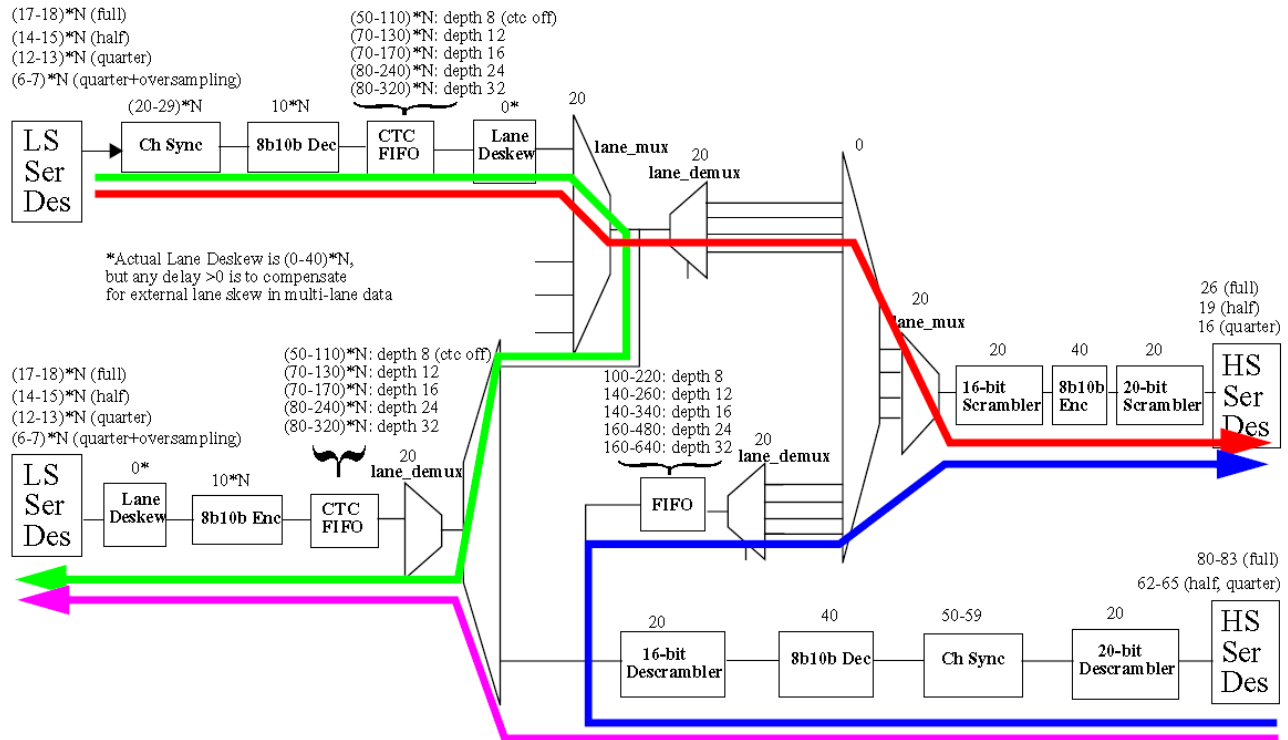 (17-18)*N (full)
(14-15)*N (half)
(12-13)*N (quarter)
(6-7)*N (quarter+oversampling)
(50-110)*N: depth 8 (ctc off)
(70-130)*N: depth 12
(70-170)*N: depth 16
(80-240)*N: depth 24
(80-320)*N: depth 32
(20-29)*N
10*N
0*
20
LS
Ser
Des
Ch Sync
8b10b Dec
CTC
FIFO
Lane
Deskew
lane_mux
20
lane_demux
0
*Actual Lane Deskew is (0-40)*N,
but any delay >0 is to compensate
for external lane skew in multi-lane data
26 (full)
19 (half)
16 (quarter)
20
lane_mux
20
40
20
16-bit
Scrambler
8b10b
Enc
20-bit
Scrambler
HS
Ser
Des
(17-18)*N (full)
(14-15)*N (half)
(12-13)*N (quarter)
(6-7)*N (quarter+oversampling)
(50-110)*N: depth 8 (ctc off)
(70-130)*N: depth 12
(70-170)*N: depth 16
(80-240)*N: depth 24
(80-320)*N: depth 32
100-220: depth 8
140-260: depth 12
140-340: depth 16
160-480: depth 24
160-640: depth 32
LS
Ser
Des
0*
Lane
Deskew
10*N
8b10b Enc
CTC
FIFO
20
lane_demux
FIFO
20
lane_demux
80-83 (full)
62-65 (half, quarter)
20
40
50-59
20
16-bit
Descrambler
8b10b Dec
Ch Sync
20-bit
Descrambler
HS
Ser
Des